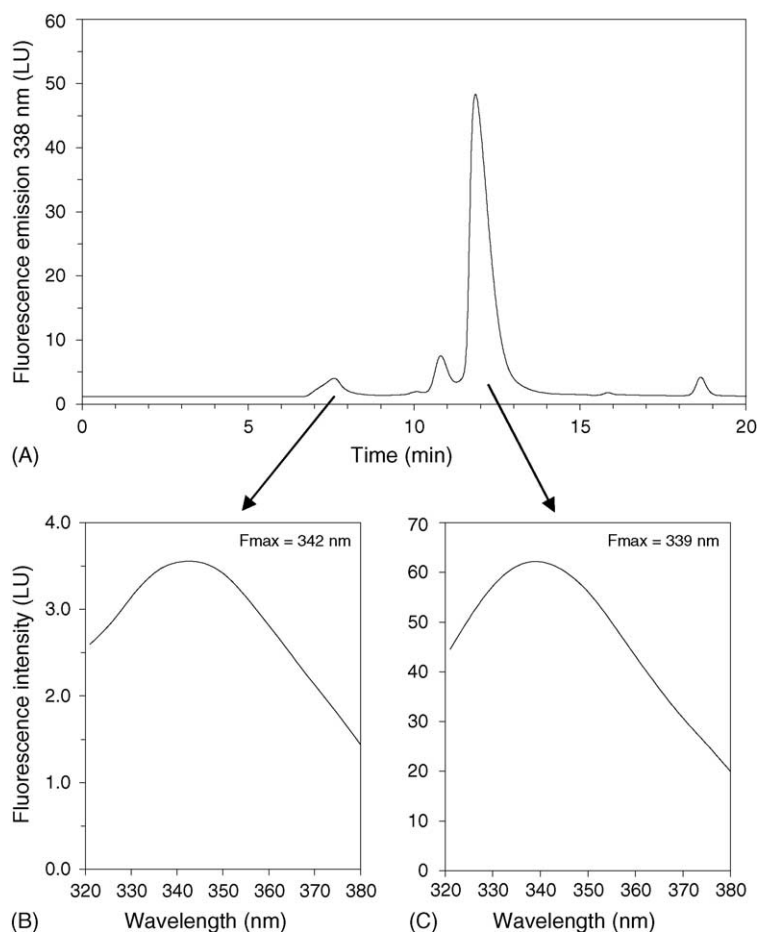 Fluorescence emission 338 nm (LU)
60
50
40
30
20
10
0
0 5 10 15 20
(A) Time (min)
Fluorescence intensity (LU)
4.0
3.0
2.0
1.0
0.0
Fmax = 342 nm
320 330 340 350 360 370 380
(B) Wavelength (nm)
70
60
50
40
30
20
10
0
Fmax = 339 nm
320 330 340 350 360 370 380
(C) Wavelength (nm)